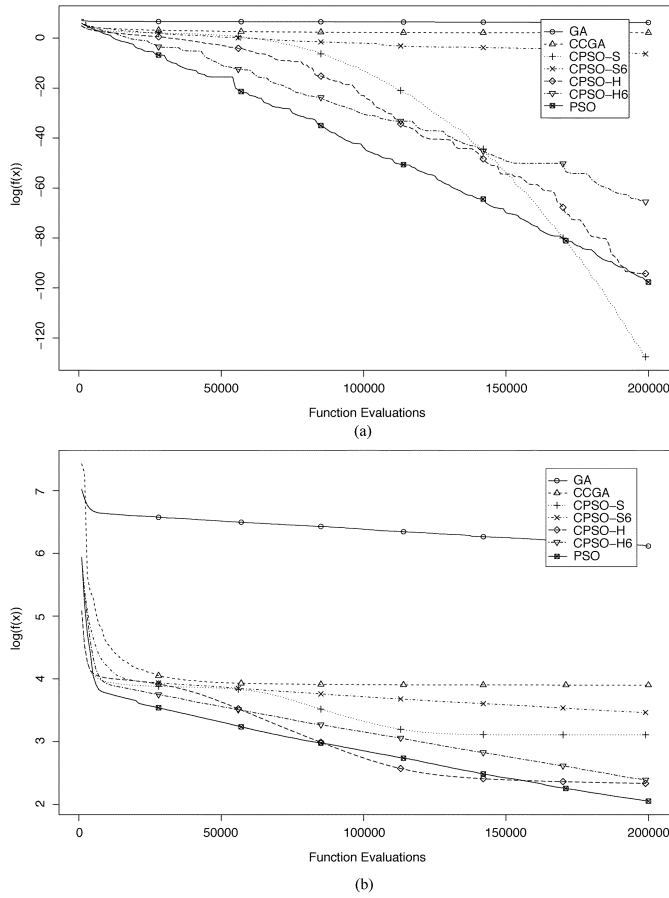 0
−20
−40
−60
−80
−100
−120
log(f(x))
GA
CCGA
CPSO−S
CPSO−S6
CPSO−H
CPSO−H6
PSO
0 50000 100000 150000 200000
Function Evaluations
(a)
7
6
5
4
3
2
log(f(x))
GA
CCGA
CPSO−S
CPSO−S6
CPSO−H
CPSO−H6
PSO
0 50000 100000 150000 200000
Function Evaluations
(b)